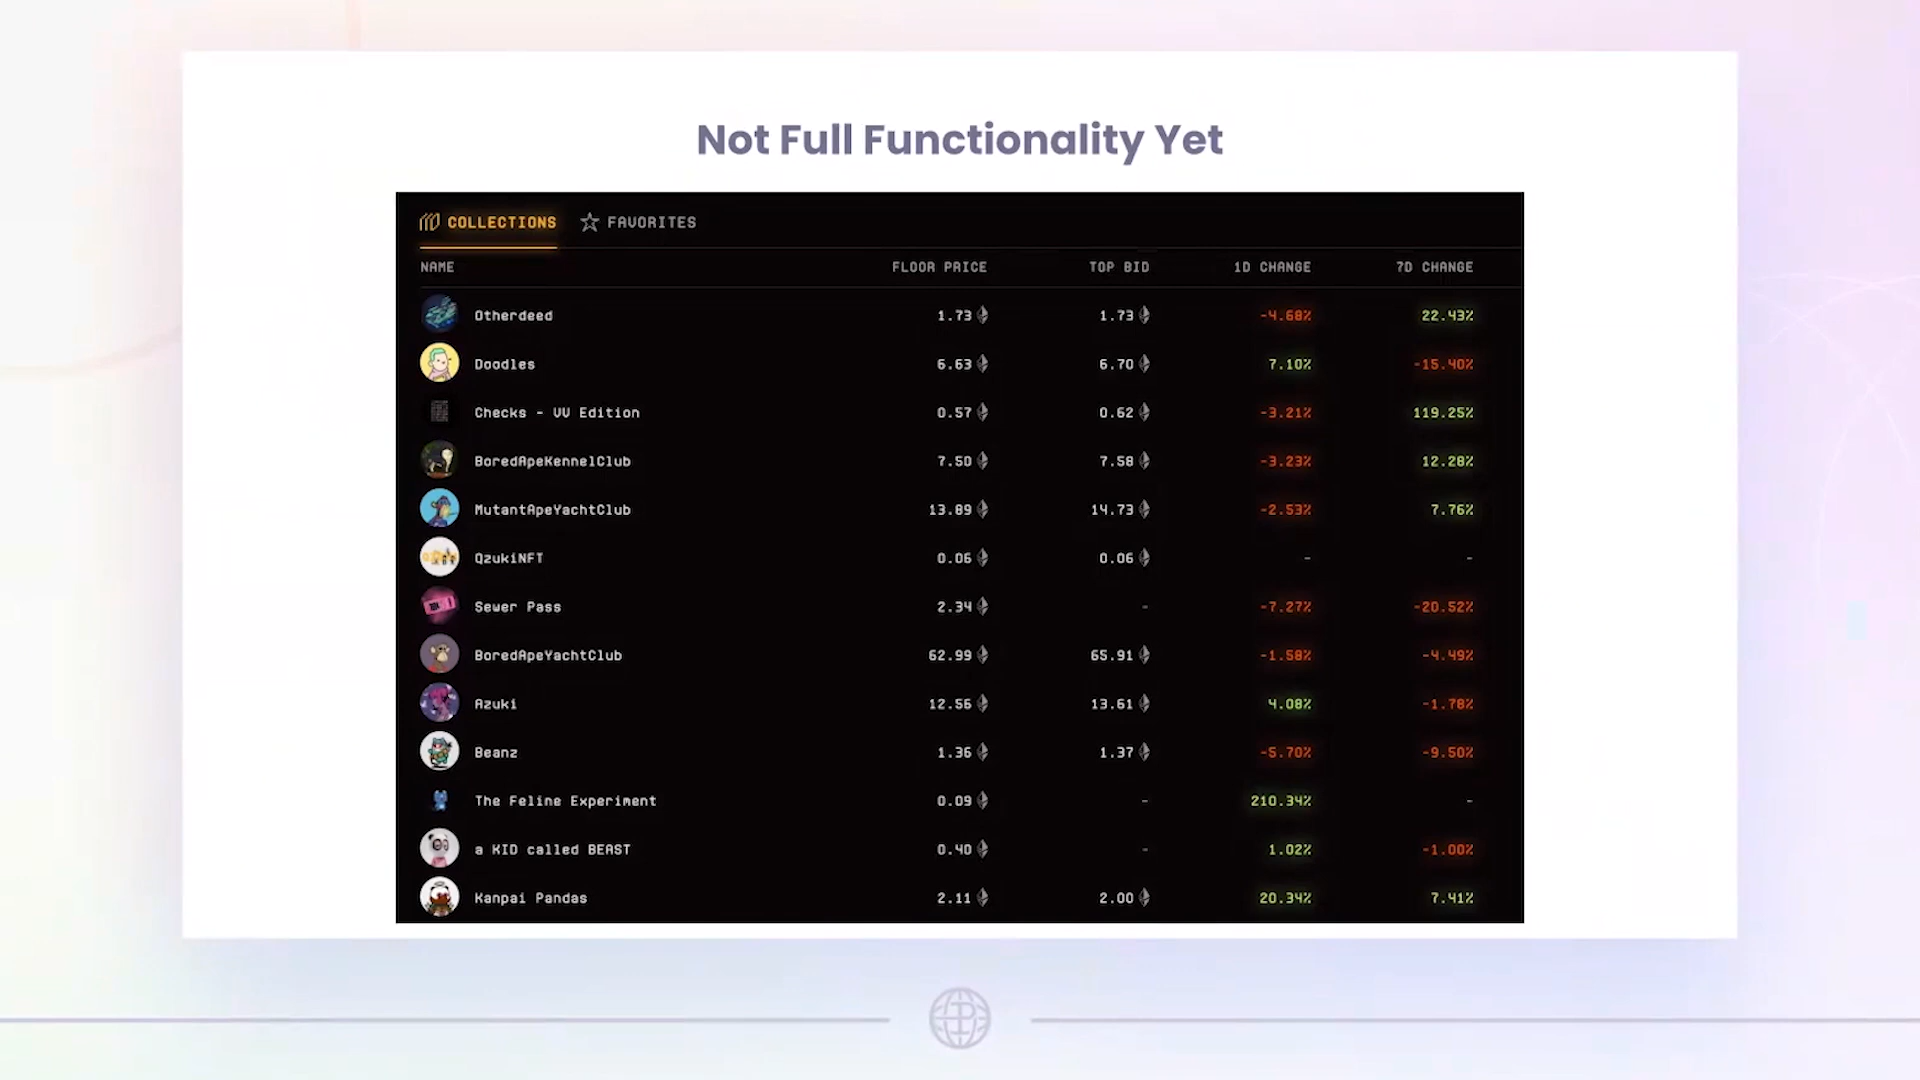 Not Full Functionality Yet
COLLECTIONS FAVORITES
NAME FLOOR PRICE TOP BID 1D CHANGE 7D CHANGE
Otherdeed 1.73 1.73 -4.68% 22.43%
Doodles 6.63 6.70 7.10% -15.40%
Checks - VV Edition 0.57 0.62 -3.21% 119.25%
BoredApeKennelClub 7.50 7.58 -3.23% 12.28%
MutantApeYachtClub 13.89 14.73 -2.53% 7.76%
QzukiNFT 0.06 0.06 - -
Sewer Pass 2.34 - -7.27% -20.52%
BoredApeYachtClub 62.99 65.91 -1.58% -4.49%
Azuki 12.56 13.61 4.08% -1.78%
Beanz 1.36 1.37 -5.70% -9.50%
The Feline Experiment 0.09 - 210.34% -
a KID called BEAST 0.40 - 1.02% -1.00%
Kanpai Pandas 2.11 2.00 20.34% 7.41%